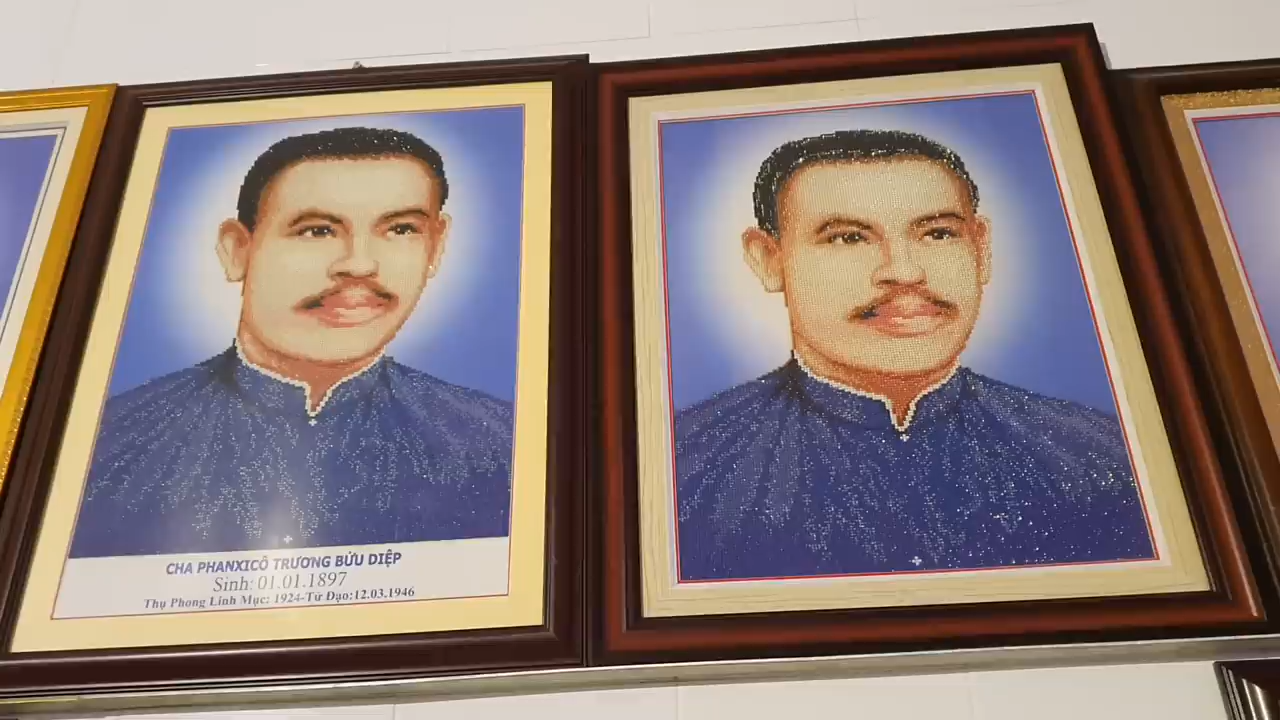 CHA PHANXICÔ TRƯƠNG BỬU DIỆP
Sinh: 01.01.1897
Thụ Phong Linh Mục: 1924-Tử Đạo:12.03.1946